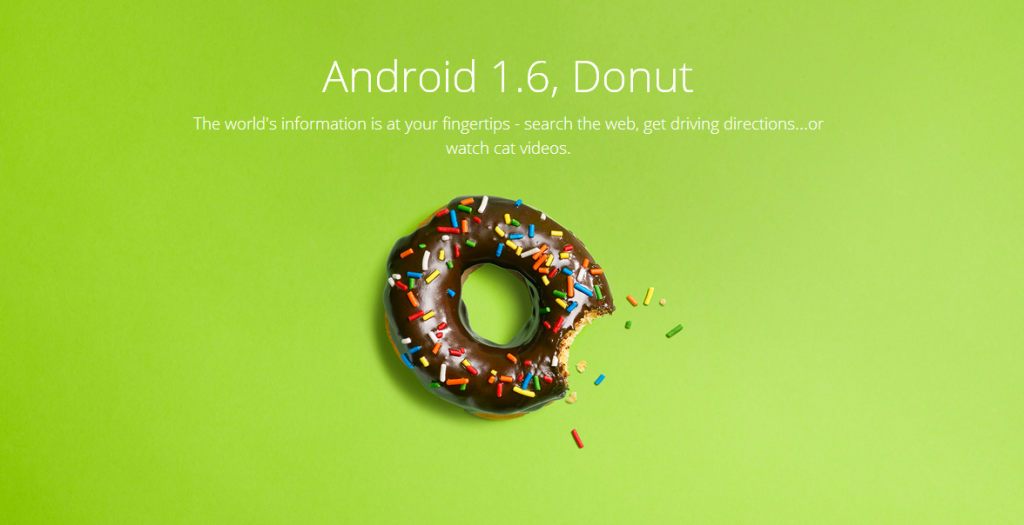 Android 1.6, Donut
The world's information is at your fingertips - search the web, get driving directions...or
watch cat videos.